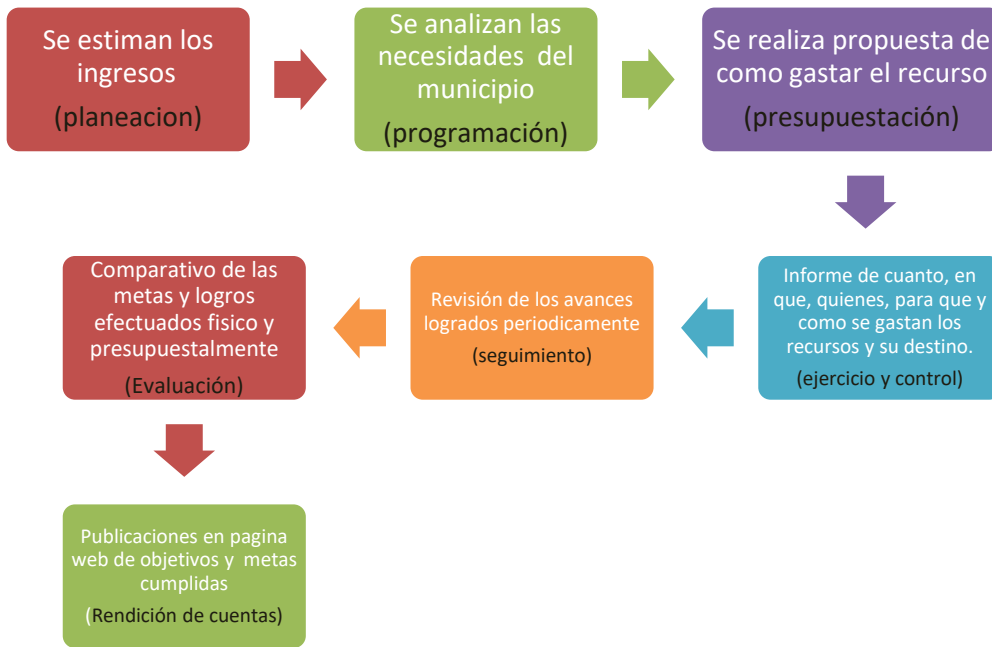 Se estiman los
ingresos
(planeacion)
Se analizan las
necesidades del
municipio
(programación)
Se realiza propuesta de
como gastar el recurso
(presupuestación)
Informe de cuanto, en
que, quienes, para que y
como se gastan los
recursos y su destino.
(ejercicio y control)
Revisión de los avances
logrados periodicamente
(seguimiento)
Comparativo de las
metas y logros
efectuados fisico y
presupuestalmente
(Evaluación)
Publicaciones en pagina
web de objetivos y metas
cumplidas
(Rendición de cuentas)